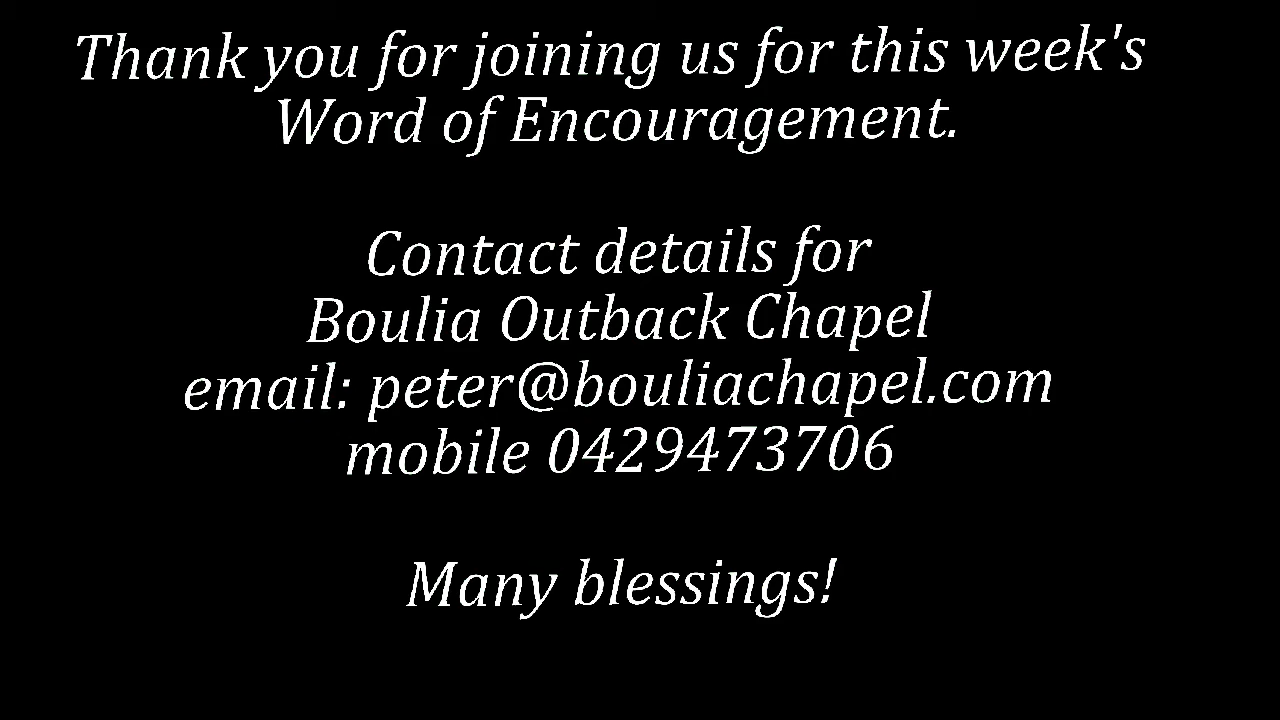 Thank you for joining us for this week's
Word of Encouragement.
Contact details for
Boulia Outback Chapel
email: peter@bouliachapel.com
mobile 0429473706
Many blessings!